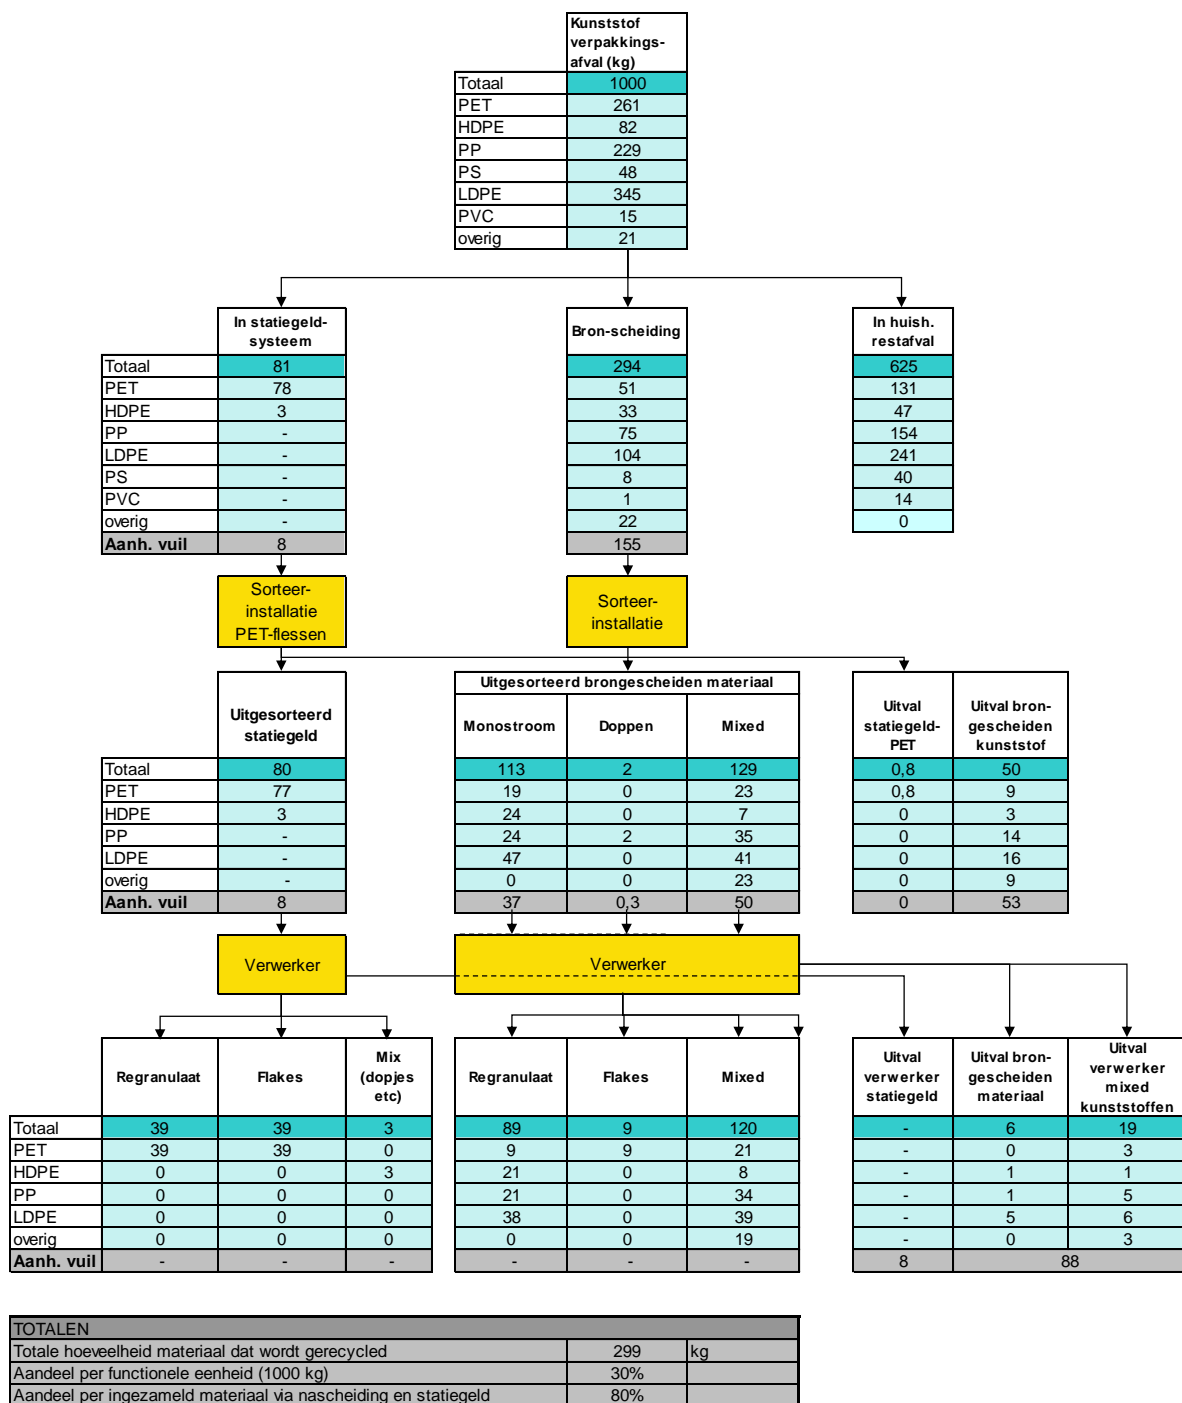 Kunststof
verpakkings-
afval (kg)
Totaal 1000
PET 261
HDPE 82
PP 229
PS 48
LDPE 345
PVC 15
overig 21
In statiegeld-
systeem
Bron-scheiding
In huish.
restafval
Totaal 81 294 625
PET 78 51 131
HDPE 3 33 47
PP - 75 154
LDPE - 104 241
PS - 8 40
PVC - 1 14
overig - 22 0
Aanh. vuil 8 155
Sorteer-
installatie
PET-flessen
Sorteer-
installatie
Uitgesorteerd brongescheiden materiaal
Uitgesorteerd
statiegeld
Monostroom
Doppen
Mixed
Uitval
statiegeld-
PET
Uitval bron-
gescheiden
kunststof
Totaal 80 113 2 129 0,8 50
PET 77 19 0 23 0,8 9
HDPE 3 24 0 7 0 3
PP - 24 2 35 0 14
LDPE - 47 0 41 0 16
overig - 0 0 23 0 9
Aanh. vuil 8 37 0,3 50 0 53
Verwerker
Verwerker
Regranulaat
Flakes
Mix
(dopjes
etc)
Regranulaat
Flakes
Mixed
Uitval
verwerker
statiegeld
Uitval bron-
gescheiden
materiaal
Uitval
verwerker
mixed
kunststoffen
Totaal 39 39 3 89 9 120 - 6 19
PET 39 39 0 9 9 21 - 0 3
HDPE 0 0 3 21 0 8 - 1 1
PP 0 0 0 21 0 34 - 1 5
LDPE 0 0 0 38 0 39 - 5 6
overig 0 0 0 0 0 19 - 0 3
Aanh. vuil - - - - - - 8 88
TOTALEN
Totale hoeveelheid materiaal dat wordt gerecycled 299 kg
Aandeel per functionele eenheid (1000 kg) 30%
Aandeel per ingezameld materiaal via nascheiding en statiegeld 80%